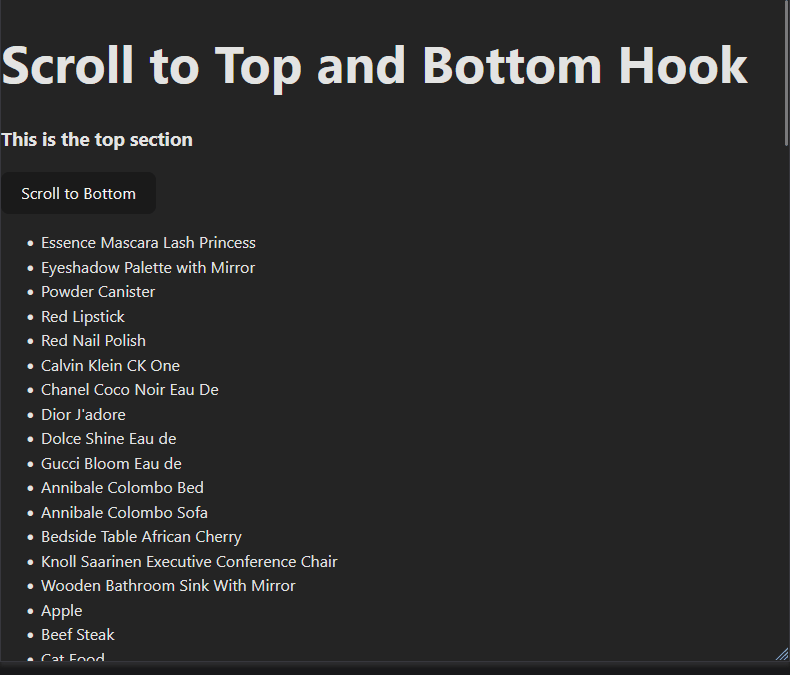 Scroll to Top and Bottom Hook
This is the top section
Scroll to Bottom
Essence Mascara Lash Princess
Eyeshadow Palette with Mirror
Powder Canister
Red Lipstick
Red Nail Polish
Calvin Klein CK One
Chanel Coco Noir Eau De
Dior J'adore
Dolce Shine Eau de
Gucci Bloom Eau de
Annibale Colombo Bed
Annibale Colombo Sofa
Bedside Table African Cherry
Knoll Saarinen Executive Conference Chair
Wooden Bathroom Sink With Mirror
Apple
Beef Steak
Cat Food